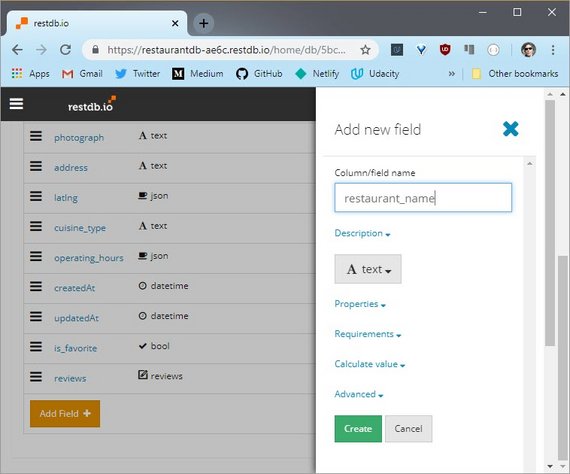 restdb.io
https://restaurantdb-ae6c.restdb.io/home/db/5bc...
Apps Gmail Twitter Medium GitHub Netlify Udacity » Other bookmarks
restdb.io
photograph text
address text
latlng json
cuisine_type text
operating_hours json
createdAt datetime
updatedAt datetime
is_favorite bool
reviews reviews
Add Field +
Add new field
Column/field name
restaurant_name
Description
A text
Properties
Requirements
Calculate value
Advanced
Create Cancel